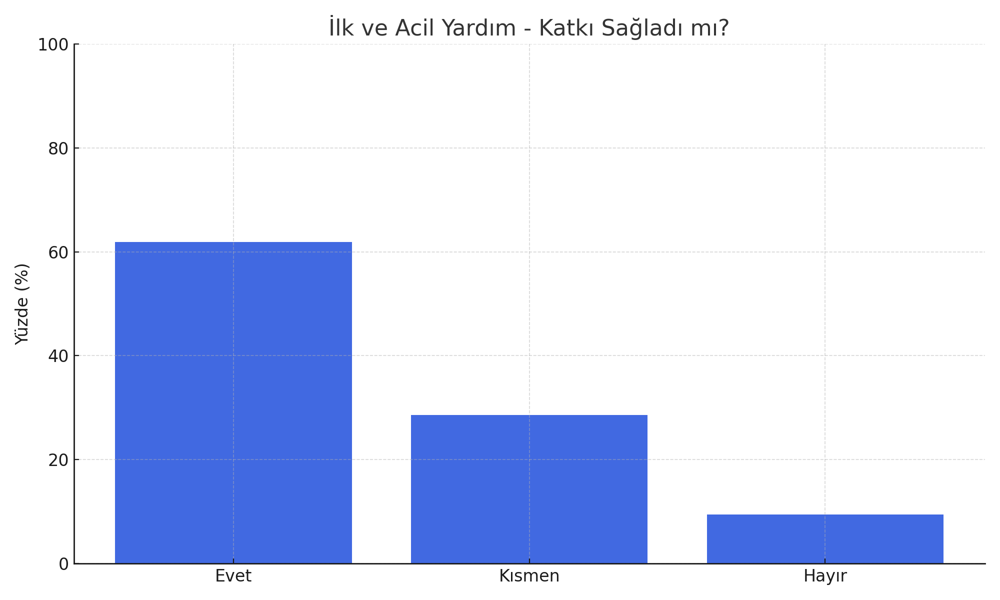 İlk ve Acil Yardım - Katkı Sağladı mı?
100
80
60
40
20
0
Yüzde (%)
Evet
Kısmen
Hayır